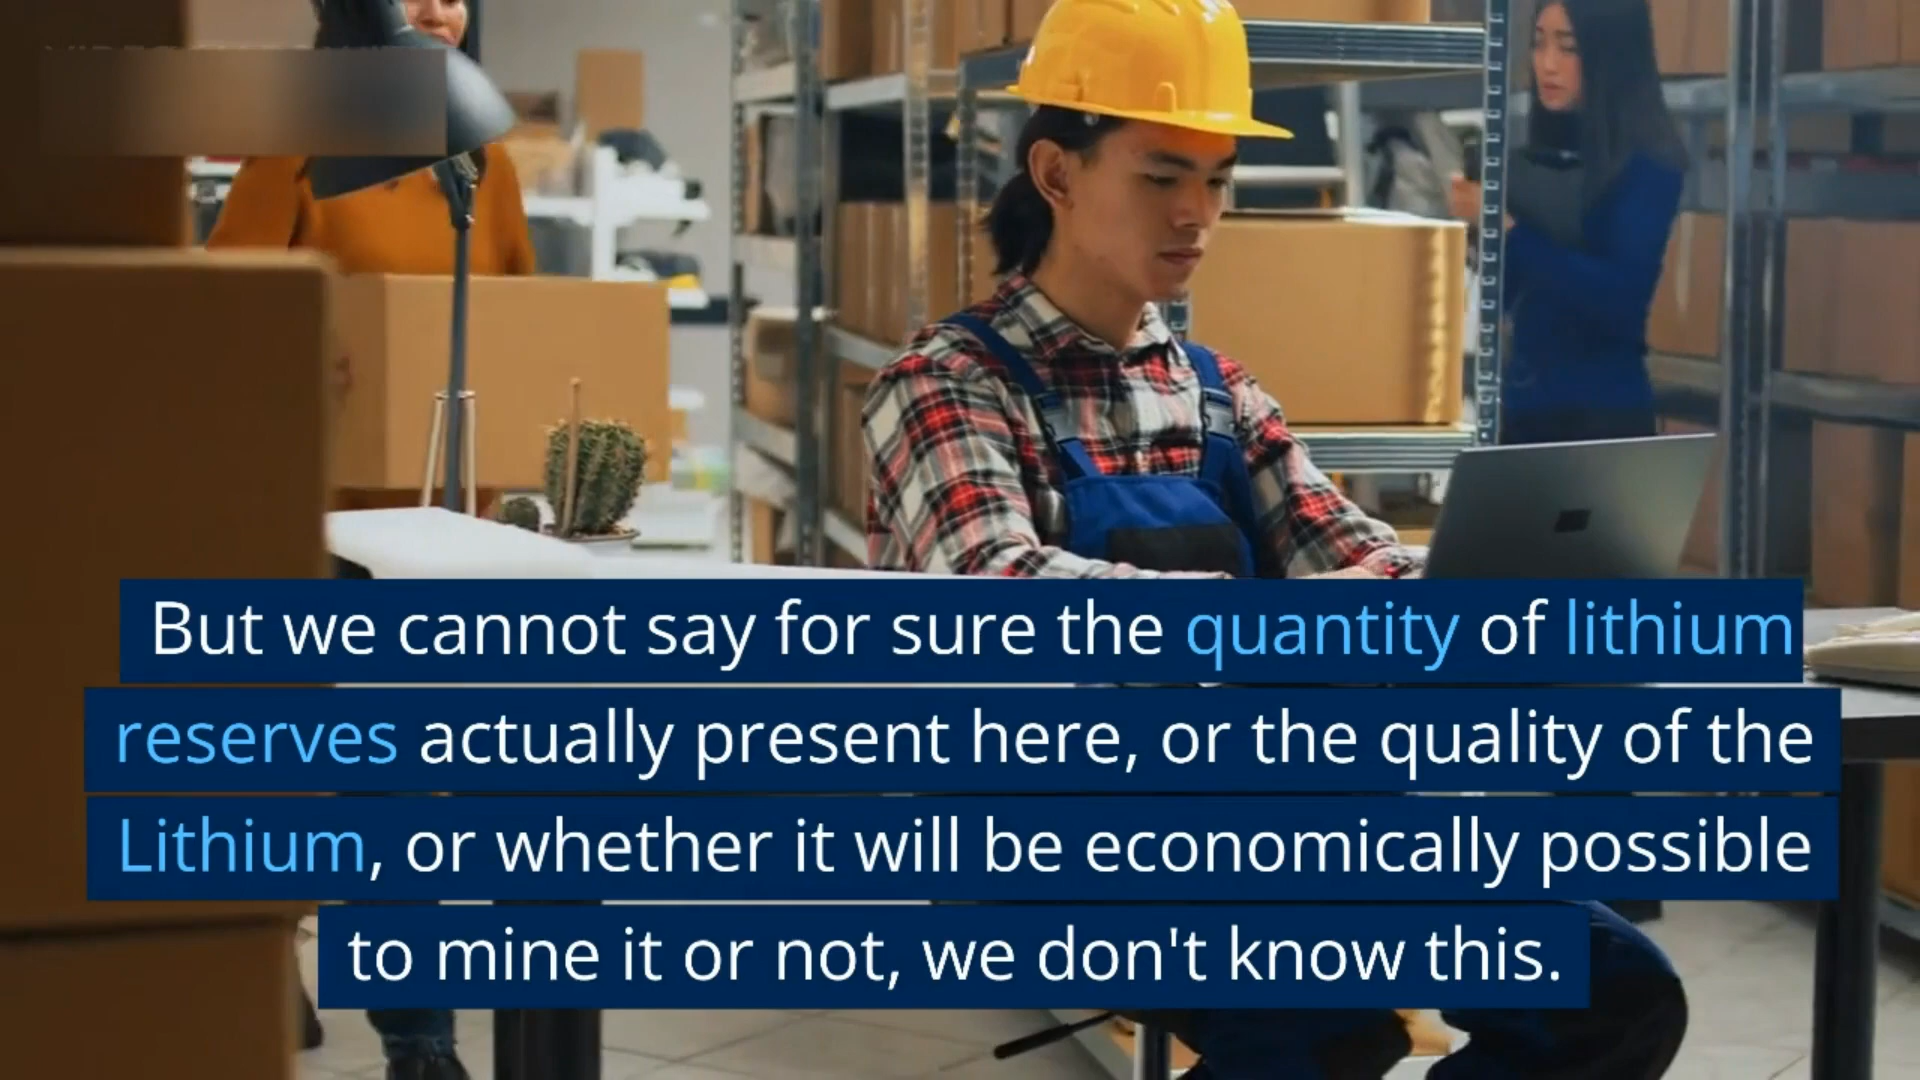 But we cannot say for sure the quantity of lithium
reserves actually present here, or the quality of the
Lithium, or whether it will be economically possible
to mine it or not, we don't know this.